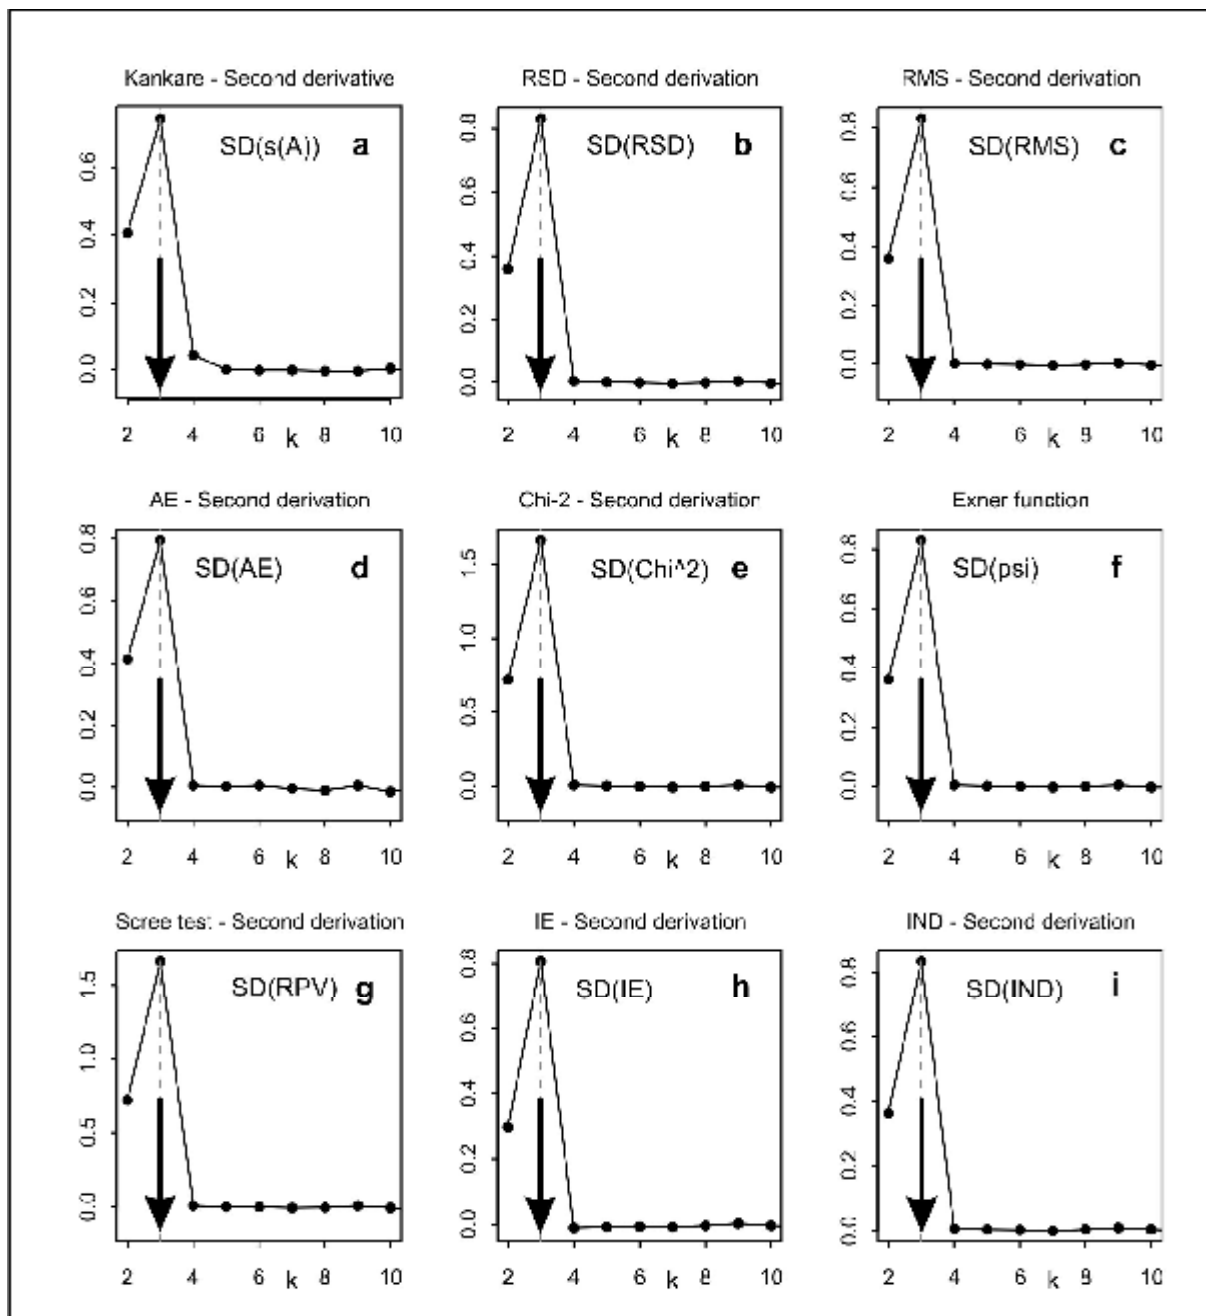 Kankare - Second derivative
RSD - Second derivation
RMS - Second derivation
SD(s(A)) a
SD(RSD) b
SD(RMS) c
0.0 0.2 0.4 0.6
0.0 0.2 0.4 0.6 0.8
0.0 0.2 0.4 0.6 0.8
2 4 6 k 8 10
2 4 6 k 8 10
2 4 6 k 8 10
AE - Second derivation
Chi-2 - Second derivation
Exner function
SD(AE) d
SD(Chi^2) e
SD(psi) f
0.0 0.2 0.4 0.6 0.8
0.0 0.5 1.0 1.5
0.0 0.2 0.4 0.6 0.8
2 4 6 k 8 10
2 4 6 k 8 10
2 4 6 k 8 10
Scree test - Second derivation
IE - Second derivation
IND - Second derivation
SD(RPV) g
SD(IE) h
SD(IND) i
0.0 0.5 1.0 1.5
0.0 0.2 0.4 0.6 0.8
0.0 0.2 0.4 0.6 0.8
2 4 6 k 8 10
2 4 6 k 8 10
2 4 6 k 8 10